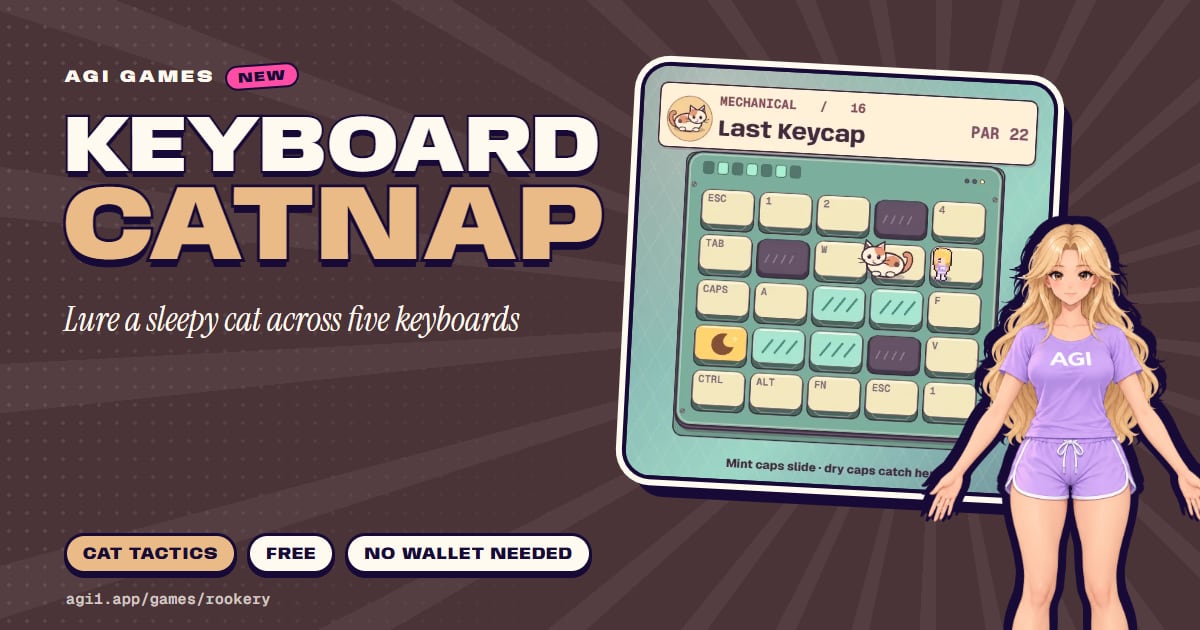 AGI GAMES NEW
KEYBOARD
CATNAP
Lure a sleepy cat across five keyboards
CAT TACTICS FREE NO WALLET NEEDED
agi1.app/games/rookery
MECHANICAL / 16
Last Keycap
PAR 22
ESC 1 2 4
TAB W
CAPS A F
V
CTRL ALT FN ESC 1
Mint caps slide · dry caps catch
AGI